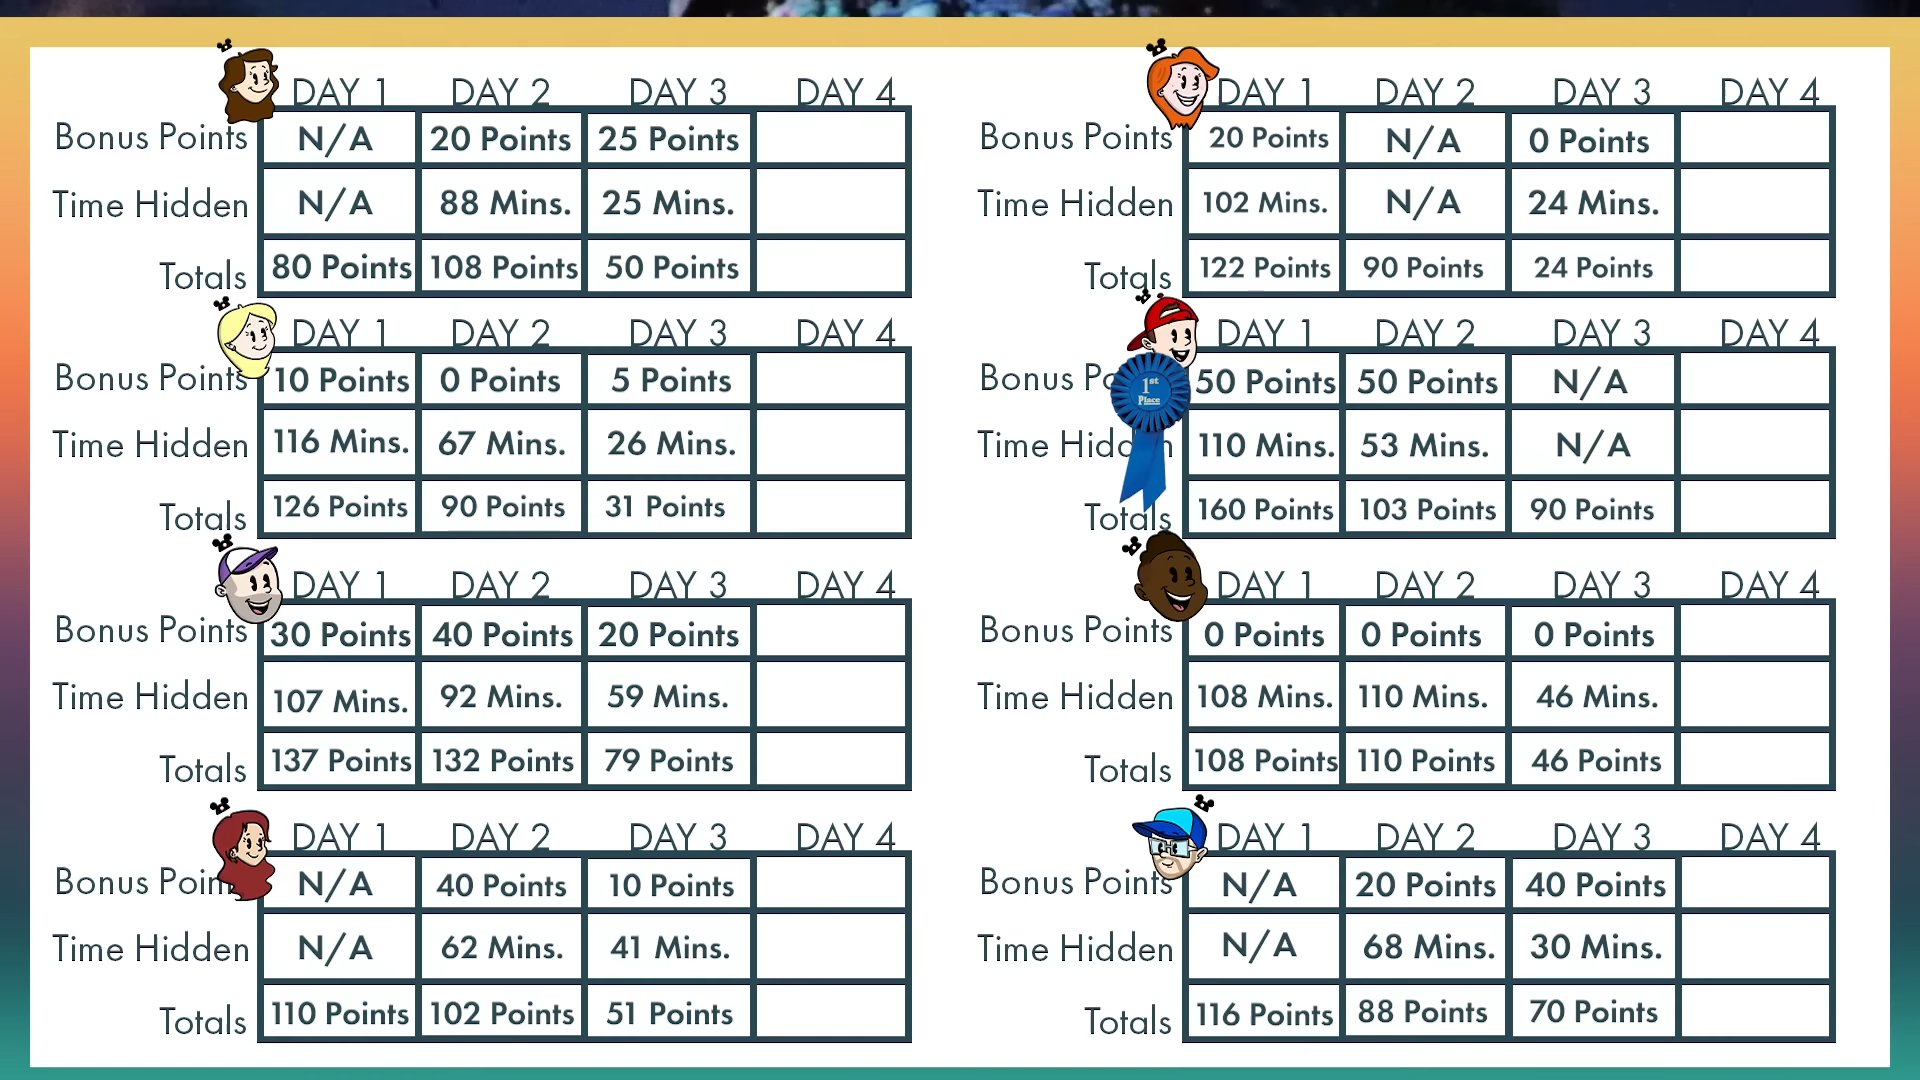 DAY 1 DAY 2 DAY 3 DAY 4
Bonus Points N/A 20 Points 25 Points
Time Hidden N/A 88 Mins. 25 Mins.
Totals 80 Points 108 Points 50 Points
DAY 1 DAY 2 DAY 3 DAY 4
Bonus Points 10 Points 0 Points 5 Points
Time Hidden 116 Mins. 67 Mins. 26 Mins.
Totals 126 Points 90 Points 31 Points
DAY 1 DAY 2 DAY 3 DAY 4
Bonus Points 30 Points 40 Points 20 Points
Time Hidden 107 Mins. 92 Mins. 59 Mins.
Totals 137 Points 132 Points 79 Points
DAY 1 DAY 2 DAY 3 DAY 4
Bonus Points N/A 40 Points 10 Points
Time Hidden N/A 62 Mins. 41 Mins.
Totals 110 Points 102 Points 51 Points
DAY 1 DAY 2 DAY 3 DAY 4
Bonus Points 20 Points N/A 0 Points
Time Hidden 102 Mins. N/A 24 Mins.
Totals 122 Points 90 Points 24 Points
DAY 1 DAY 2 DAY 3 DAY 4
Bonus Po 50 Points 50 Points N/A
1st
Place
Time Hidden 110 Mins. 53 Mins. N/A
Totals 160 Points 103 Points 90 Points
DAY 1 DAY 2 DAY 3 DAY 4
Bonus Points 0 Points 0 Points 0 Points
Time Hidden 108 Mins. 110 Mins. 46 Mins.
Totals 108 Points 110 Points 46 Points
DAY 1 DAY 2 DAY 3 DAY 4
Bonus Points N/A 20 Points 40 Points
Time Hidden N/A 68 Mins. 30 Mins.
Totals 116 Points 88 Points 70 Points